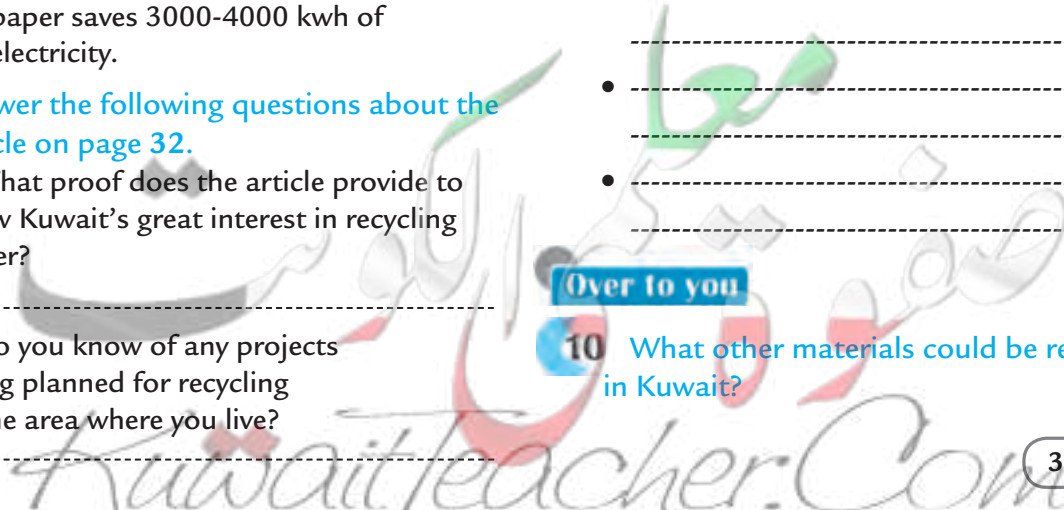 paper saves 3000-4000 kwh of
electricity.
wer the following questions about the
cle on page 32.
hat proof does the article provide to
w Kuwait's great interest in recycling
er?
o you know of any projects
g planned for recycling
e area where you live?
•
•
Over to you
10 What other materials could be re
in Kuwait?
3
معا
صفوة الكويت
KuwaitTeacher.Com